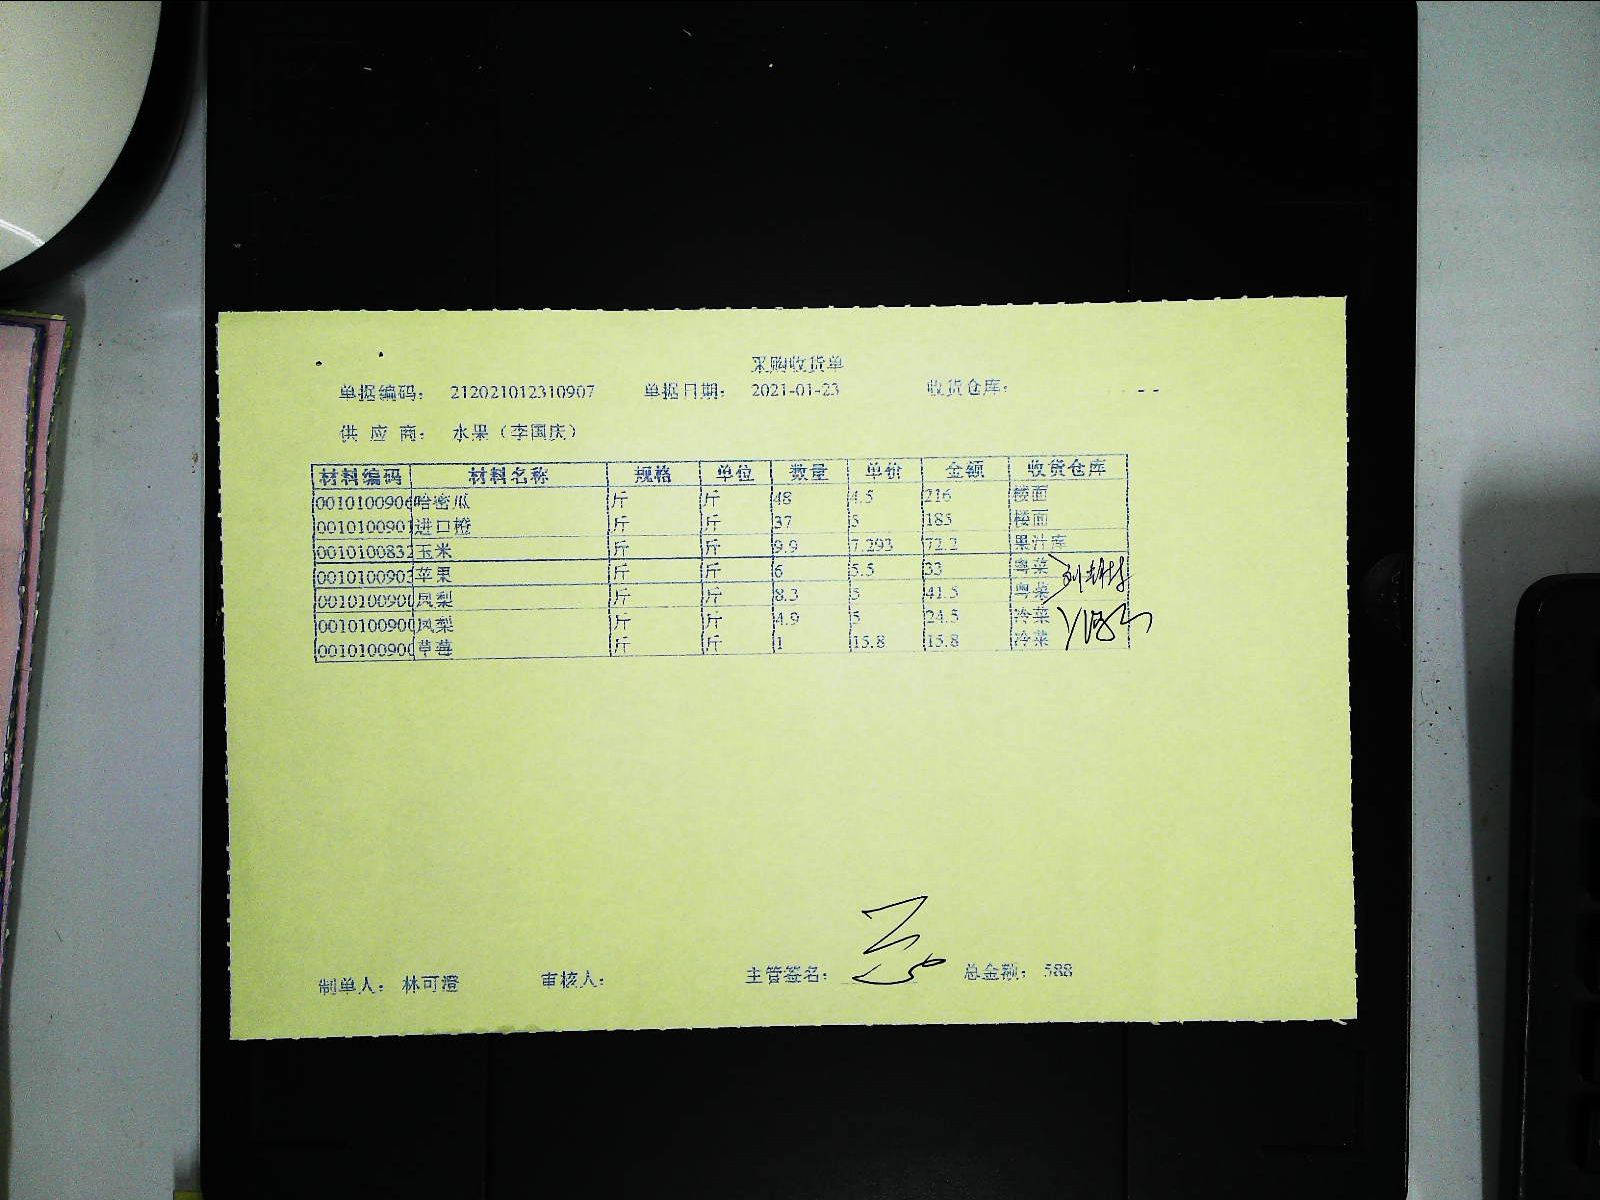 采购收货单
单据编码： 212021012310907 单据日期： 2021-01-23 收货仓库：
供 应 商： 水果（李国庆）
材料编码 材料名称 规格 单位 数量 单价 金额 收货仓库
0010100906 哈密瓜 斤 斤 48 4.5 216 楼面
0010100901 进口橙 斤 斤 37 5 185 楼面
0010100832 玉米 斤 斤 9.9 7.293 72.2 果汁库
0010100903 苹果 斤 斤 6 5.5 33 粤菜
0010100900 凤梨 斤 斤 8.3 5 41.5 粤菜
0010100900 凤梨 斤 斤 4.9 5 24.5 冷菜
0010100900 草莓 斤 斤 1 15.8 15.8 冷菜
制单人： 林可澄 审核人： 主管签名： 总金额： 588